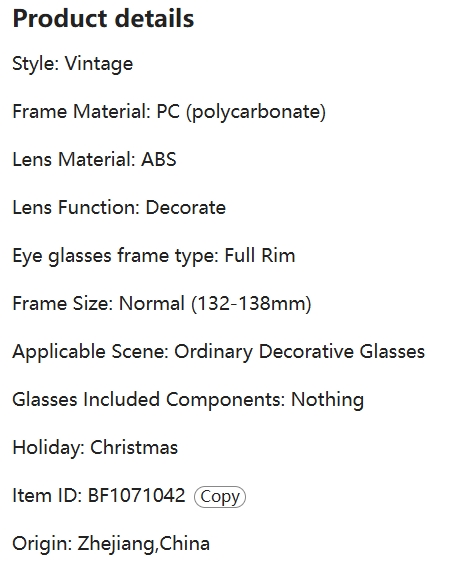 Product details
Style: Vintage
Frame Material: PC (polycarbonate)
Lens Material: ABS
Lens Function: Decorate
Eye glasses frame type: Full Rim
Frame Size: Normal (132-138mm)
Applicable Scene: Ordinary Decorative Glasses
Glasses Included Components: Nothing
Holiday: Christmas
Item ID: BF1071042 Copy
Origin: Zhejiang,China